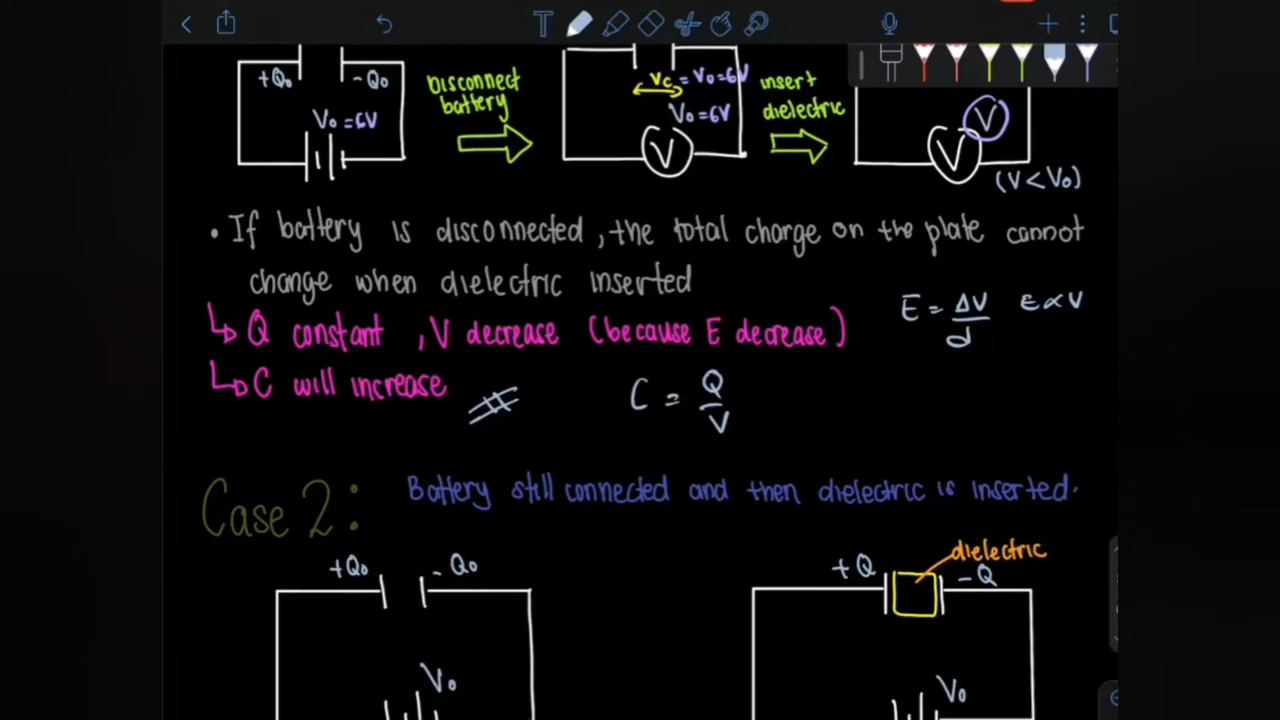 +Q₀ -Q₀
V₀ = 6V
Disconnect
battery
Vc = V₀ = 6V
V₀ = 6V
V
insert
dielectric
V
V
(V < V₀)
• If battery is disconnected, the total charge on the plate cannot
change when dielectric inserted
↳ Q constant , V decrease (because E decrease)
E = ΔV/d E ∝ V
↳ C will increase
C = Q/V
Case 2: Battery still connected and then dielectric is inserted.
+Q₀ -Q₀
dielectric
+Q -Q
V₀
V₀